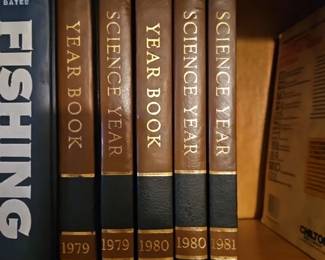 BATES
FISHING
YEAR BOOK
1979
SCIENCE YEAR
1979
YEAR BOOK
1980
SCIENCE YEAR
1980
SCIENCE YEAR
1981
CHILTON